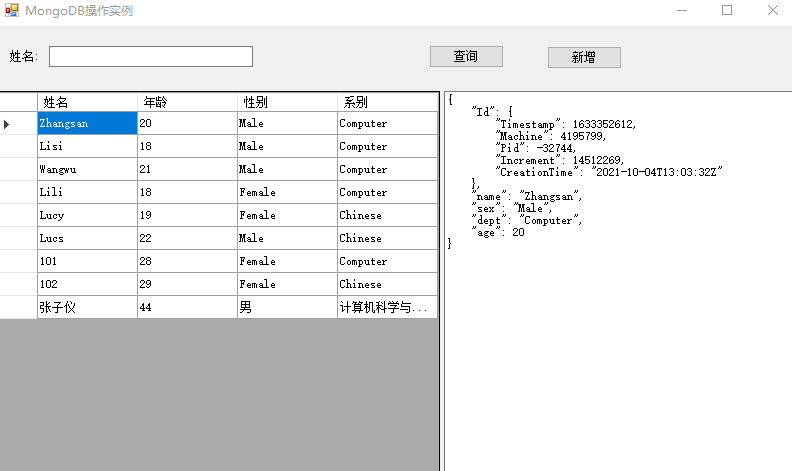 MongoDB操作实例
姓名: 查询 新增
姓名 年龄 性别 系别
Zhangsan 20 Male Computer
Lisi 18 Male Computer
Wangwu 21 Male Computer
Lili 18 Female Computer
Lucy 19 Female Chinese
Lucs 22 Male Chinese
101 28 Female Computer
102 29 Female Chinese
张子仪 44 男 计算机科学与...
{
"Id": {
"Timestamp": 1633352612,
"Machine": 4195799,
"Pid": -32744,
"Increment": 14512269,
"CreationTime": "2021-10-04T13:03:32Z"
},
"name": "Zhangsan",
"sex": "Male",
"dept": "Computer",
"age": 20
}